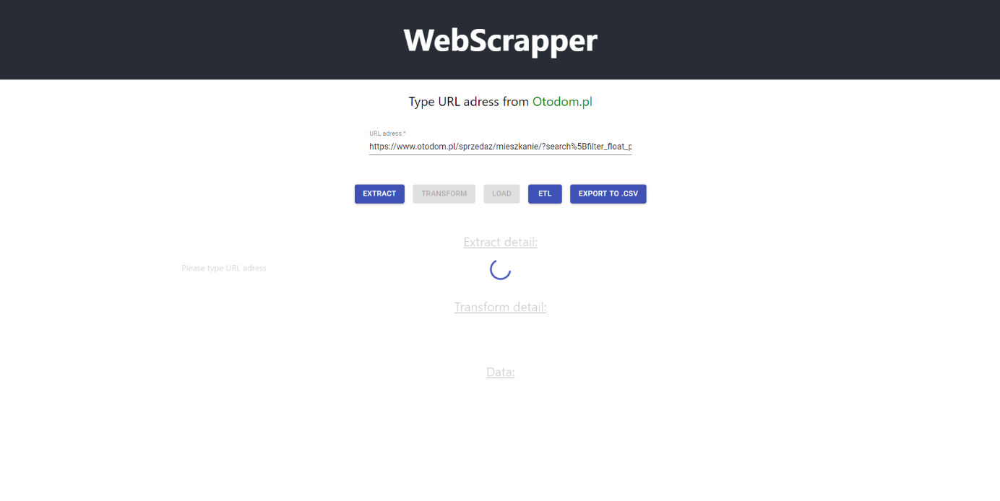 WebScrapper
Type URL adress from Otodom.pl
URL adress *
https://www.otodom.pl/sprzedaz/mieszkanie/?search%5Bfilter_float_p
EXTRACT TRANSFORM LOAD ETL EXPORT TO .CSV
Extract detail:
Please type URL adress
Transform detail:
Data: